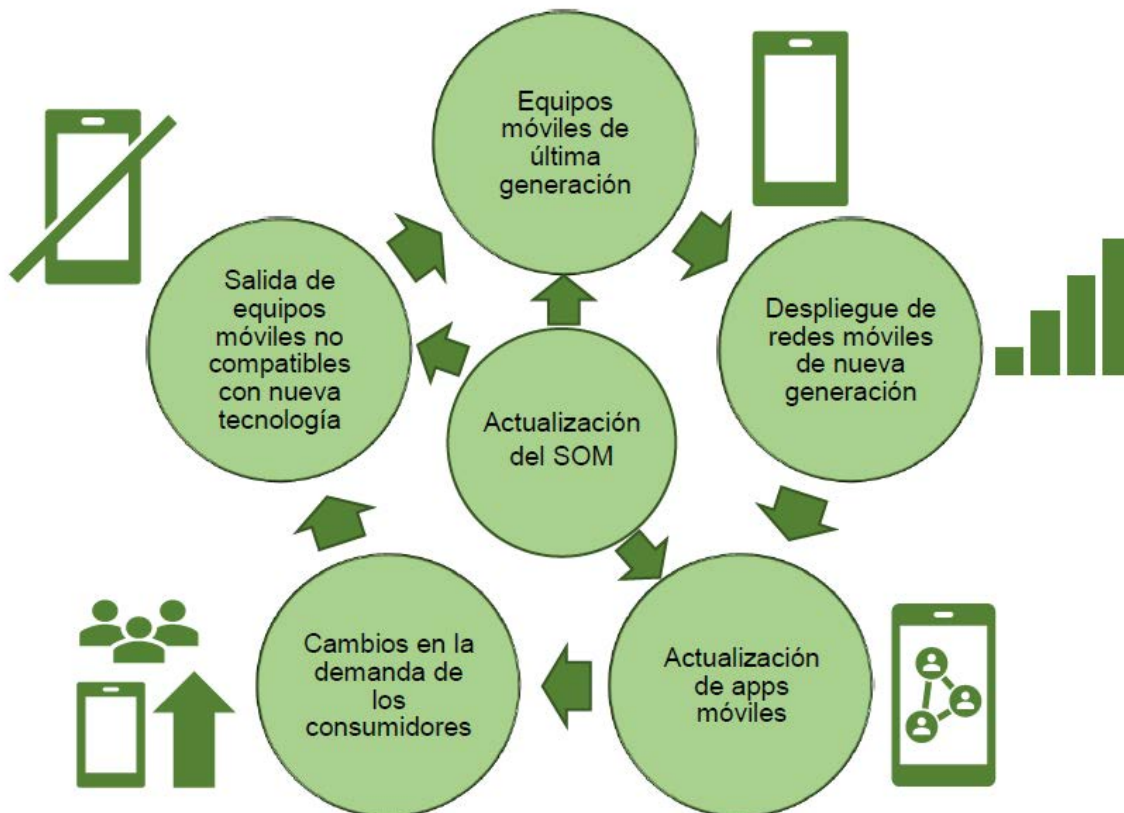 Equipos
móviles de
última
generación
Despliegue de
redes móviles
de nueva
generación
Actualización
de apps
móviles
Cambios en la
demanda de
los
consumidores
Salida de
equipos
móviles no
compatibles
con nueva
tecnología
Actualización
del SOM